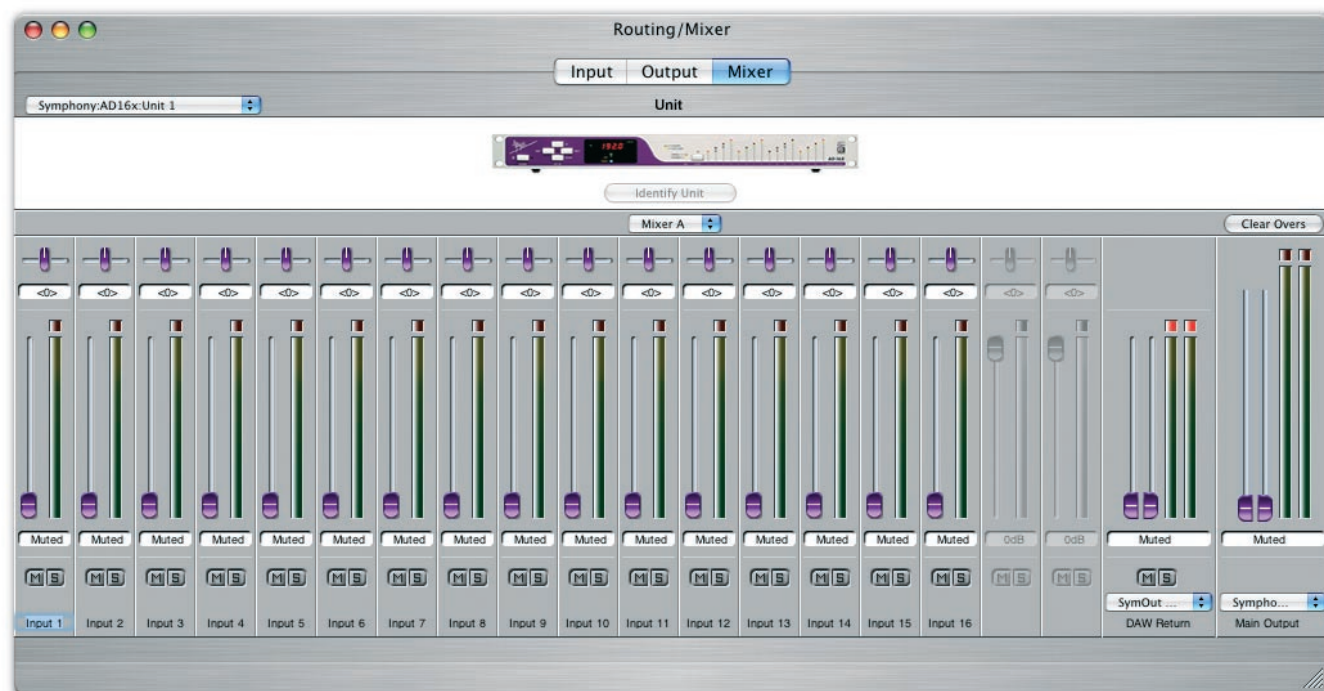 Routing/Mixer
Input Output Mixer
Symphony:AD16x:Unit 1
Unit
192.0
AD-16X
Identify Unit
Mixer A
Clear Overs
<0> <0> <0> <0> <0> <0> <0> <0> <0> <0> <0> <0> <0> <0> <0> <0> <0> <0>
Muted Muted Muted Muted Muted Muted Muted Muted Muted Muted Muted Muted Muted Muted Muted Muted 0dB 0dB Muted Muted
M S M S M S M S M S M S M S M S M S M S M S M S M S M S M S M S M S M S M S
SymOut ... Sympho...
Input 1 Input 2 Input 3 Input 4 Input 5 Input 6 Input 7 Input 8 Input 9 Input 10 Input 11 Input 12 Input 13 Input 14 Input 15 Input 16 DAW Return Main Output